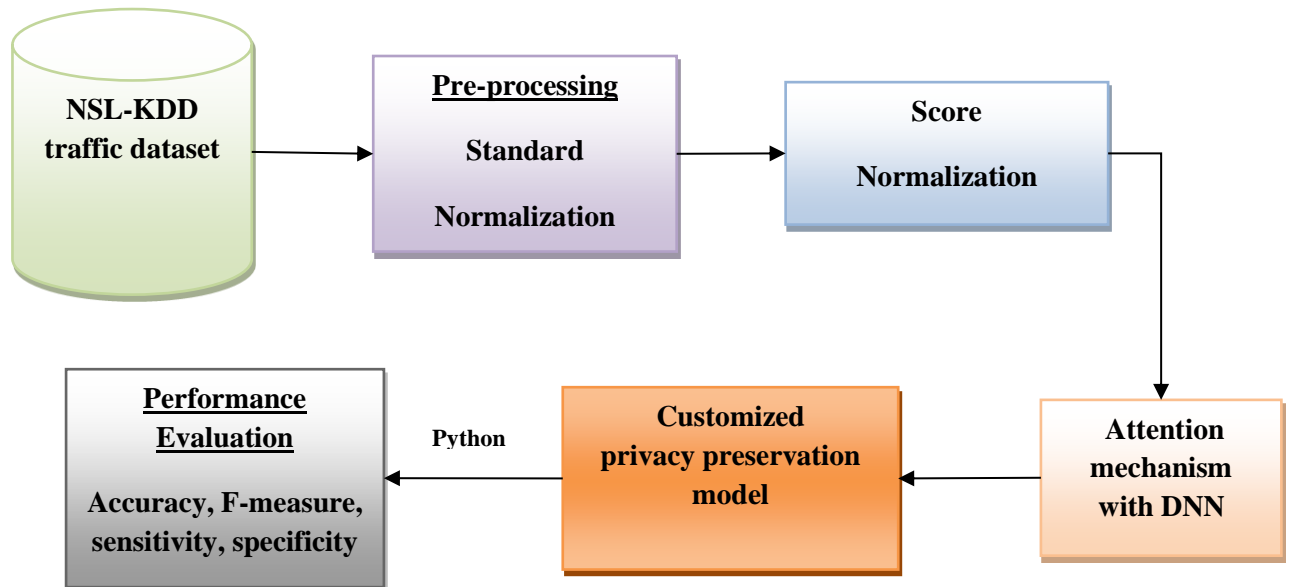 NSL-KDD
traffic dataset
Pre-processing
Standard
Normalization
Score
Normalization
Attention
mechanism
with DNN
Customized
privacy preservation
model
Python
Performance
Evaluation
Accuracy, F-measure,
sensitivity, specificity